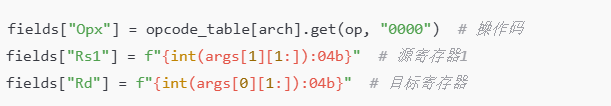 fields["Opx"] = opcode_table[arch].get(op, "0000")  # 操作码
fields["Rs1"] = f"{int(args[1][1:]):04b}"  # 源寄存器1
fields["Rd"] = f"{int(args[0][1:]):04b}"  # 目标寄存器